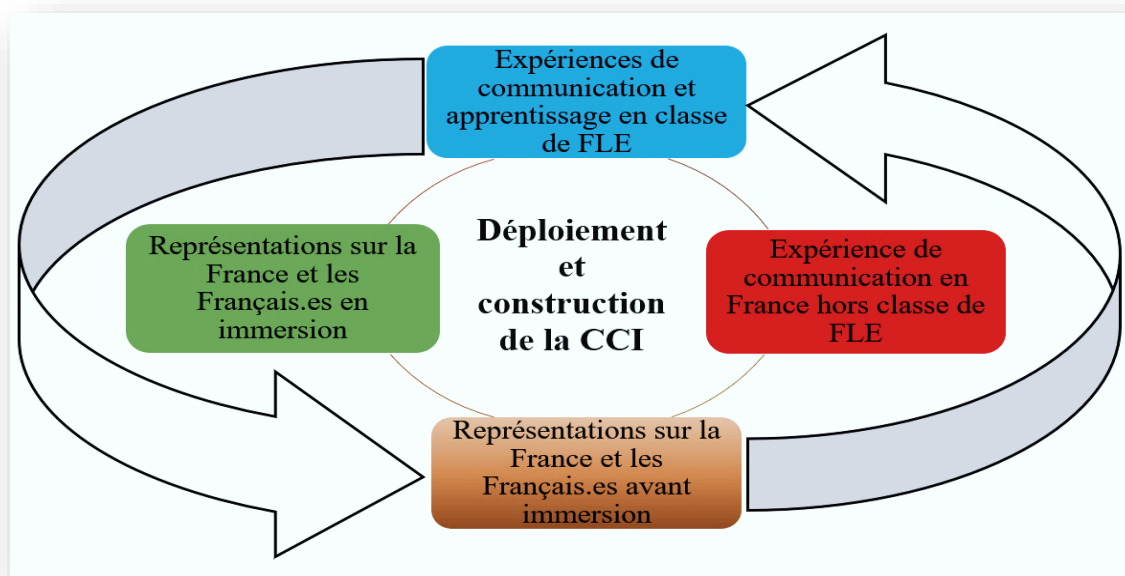 Expériences de
communication et
apprentissage en classe
de FLE
Représentations sur la
France et les
Français.es en
immersion
Déploiement
et
construction
de la CCI
Expérience de
communication en
France hors classe de
FLE
Représentations sur la
France et les
Français.es avant
immersion